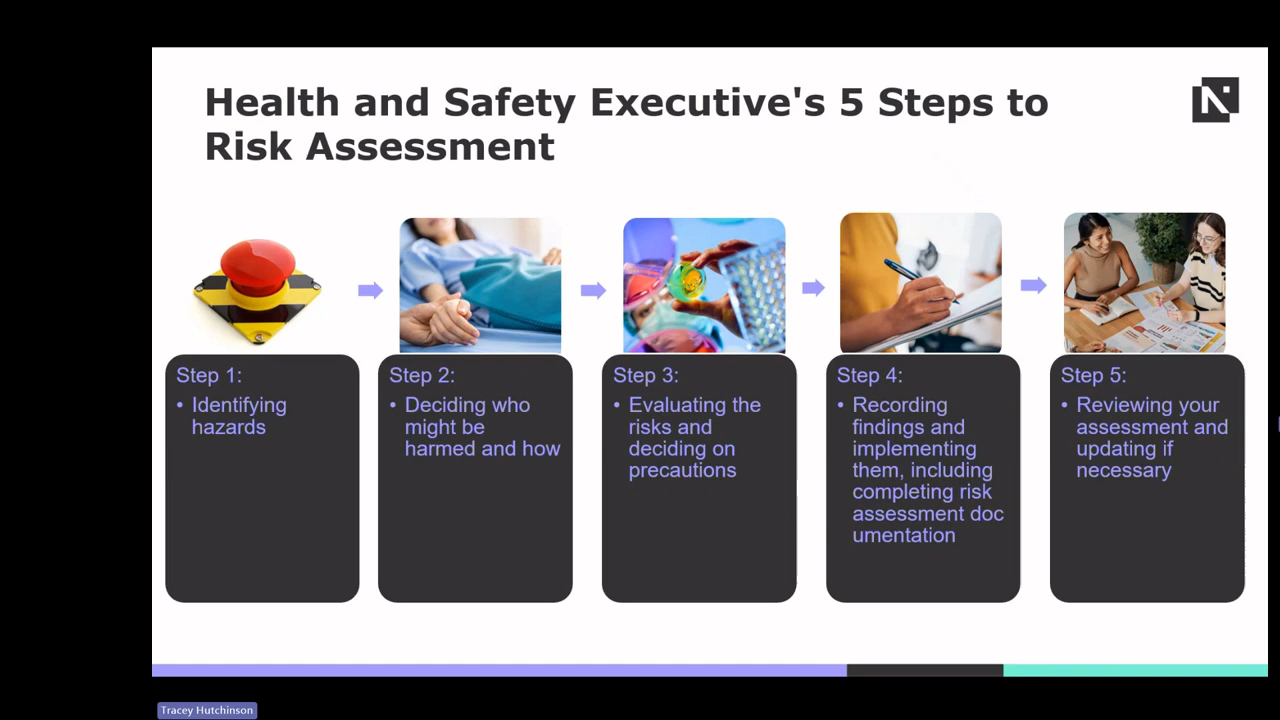 Health and Safety Executive's 5 Steps to
Risk Assessment
Step 1:
• Identifying
hazards
Step 2:
• Deciding who
might be
harmed and how
Step 3:
• Evaluating the
risks and
deciding on
precautions
Step 4:
• Recording
findings and
implementing
them, including
completing risk
assessment doc
umentation
Step 5:
• Reviewing your
assessment and
updating if
necessary
Tracey Hutchinson